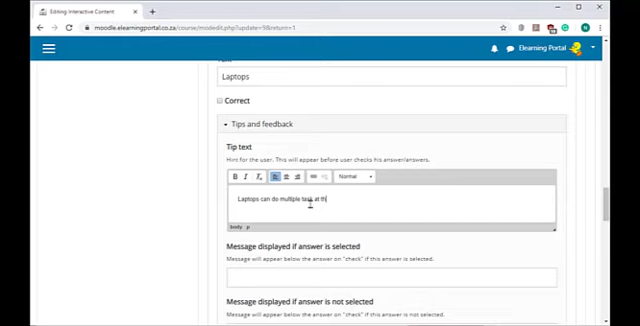 Editing Interactive Content
moodle.elearningportal.co.za/course/modedit.php?update=9&return=1
Elearning Portal
Laptops
Correct
Tips and feedback
Tip text
Hint for the user. This will appear before user checks his answer/answers.
B I Normal
Laptops can do multiple task at th
body p
Message displayed if answer is selected
Message will appear below the answer on "check" if this answer is selected.
Message displayed if answer is not selected
Message will appear below the answer on "check" if this answer is not selected.